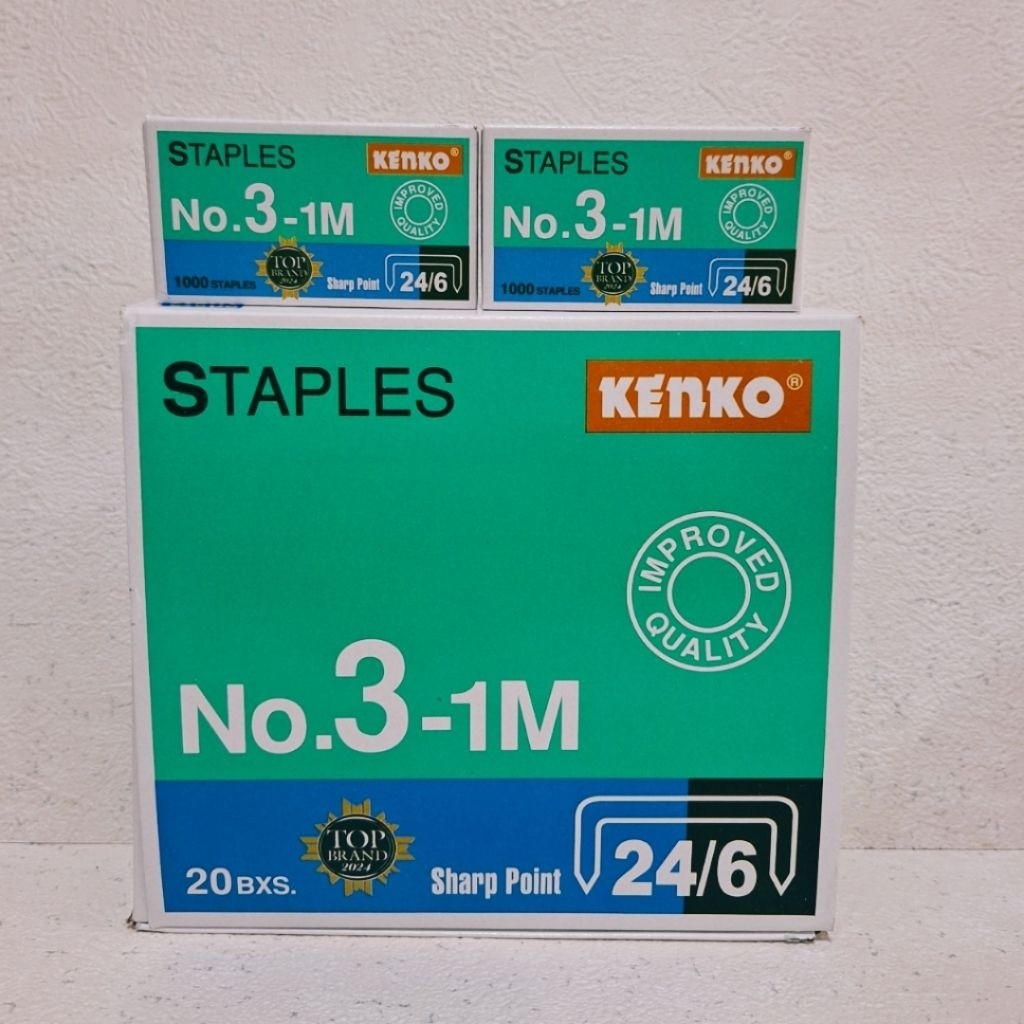 STAPLES
KENKO®
No.3-1M
IMPROVED
QUALITY
1000 STAPLES
TOP
BRAND
2024
Sharp Point
24/6
STAPLES
KENKO®
No.3-1M
IMPROVED
QUALITY
1000 STAPLES
TOP
BRAND
2024
Sharp Point
24/6
STAPLES
KENKO®
IMPROVED
QUALITY
No.3-1M
20 BXS.
TOP
BRAND
2024
Sharp Point
24/6